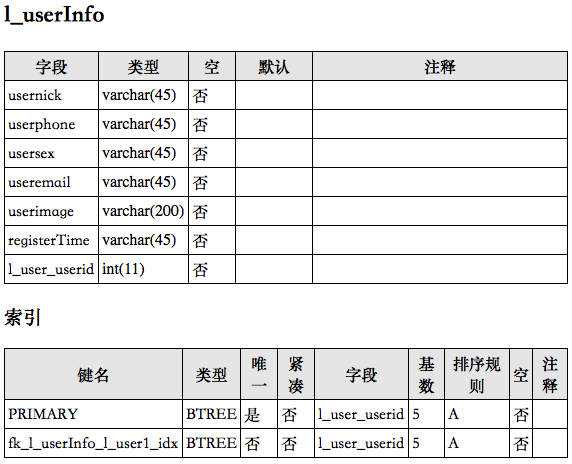 l_userInfo
字段 类型 空 默认 注释
usernick varchar(45) 否
userphone varchar(45) 否
usersex varchar(45) 否
useremail varchar(45) 否
userimage varchar(200) 否
registerTime varchar(45) 否
l_user_userid int(11) 否
索引
键名 类型 唯一 紧凑 字段 基数 排序规则 空 注释
PRIMARY BTREE 是 否 l_user_userid 5 A 否
fk_l_userInfo_l_user1_idx BTREE 否 否 l_user_userid 5 A 否